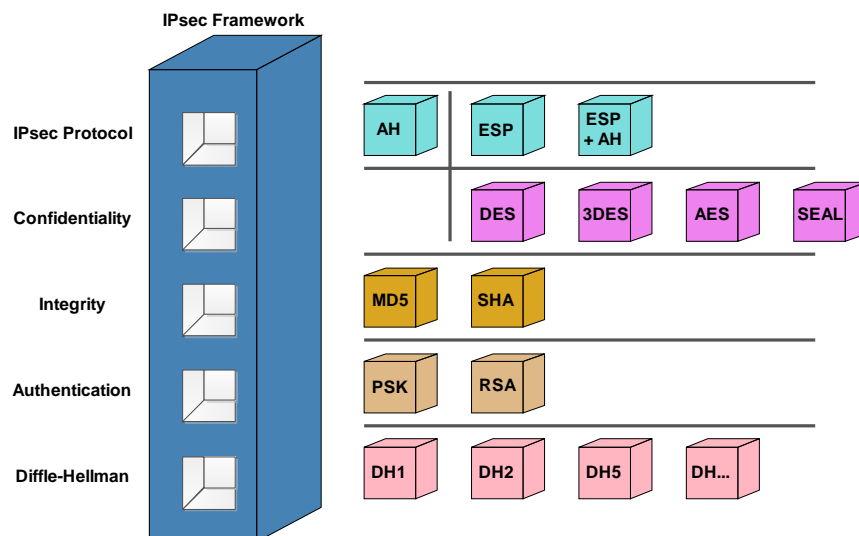 IPsec Framework
IPsec Protocol
AH
ESP
ESP
+ AH
Confidentiality
DES
3DES
AES
SEAL
Integrity
MD5
SHA
Authentication
PSK
RSA
Diffle-Hellman
DH1
DH2
DH5
DH...